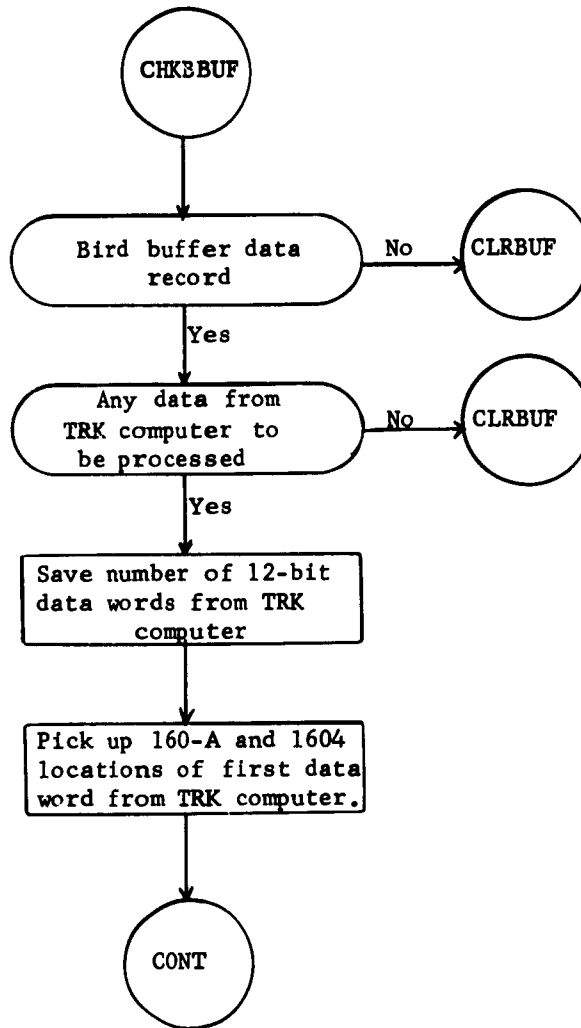 CHKBBUF
Bird buffer data
record
No
CLRBUF
Yes
Any data from
TRK computer to
be processed
No
CLRBUF
Yes
Save number of 12-bit
data words from TRK
computer
Pick up 160-A and 1604
locations of first data
word from TRK computer.
CONT